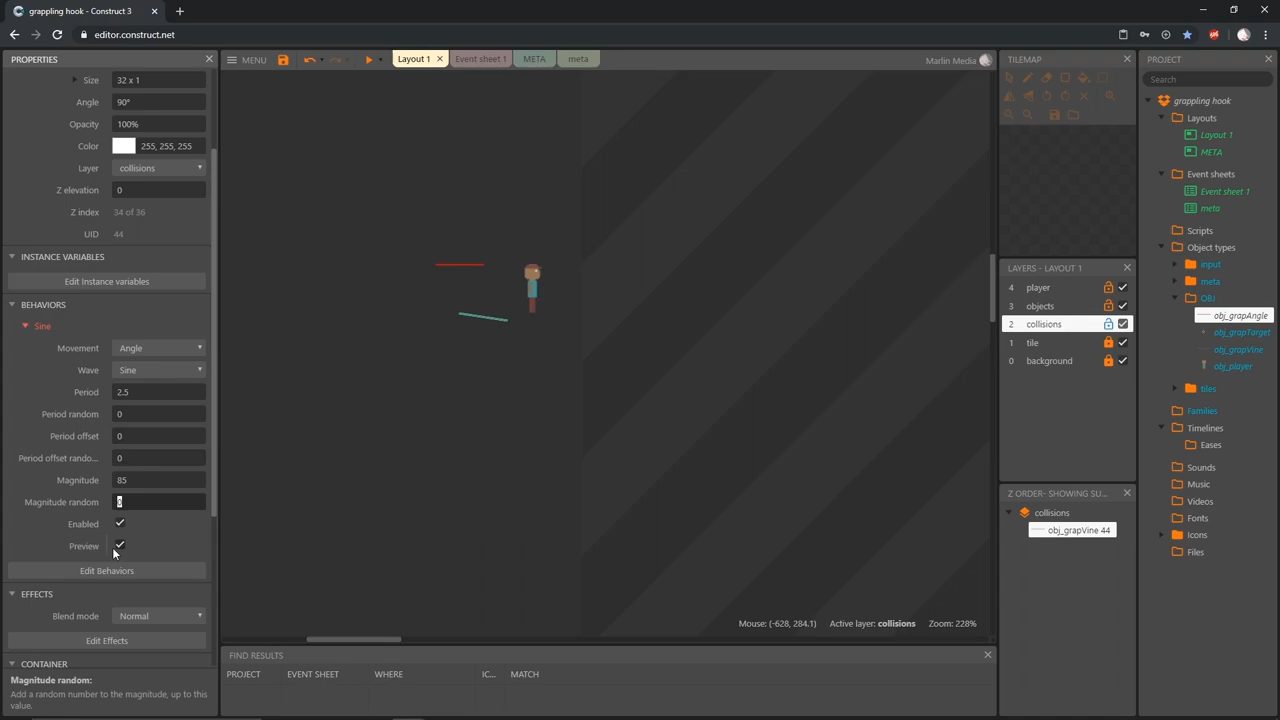 grappling hook - Construct 3
editor.construct.net
PROPERTIES
Size 32 x 1
Angle 90°
Opacity 100%
Color 255, 255, 255
Layer collisions
Z elevation 0
Z index 34 of 36
UID 44
INSTANCE VARIABLES
Edit Instance variables
BEHAVIORS
Sine
Movement Angle
Wave Sine
Period 2.5
Period random 0
Period offset 0
Period offset rando... 0
Magnitude 85
Magnitude random 0
Enabled
Preview
Edit Behaviors
EFFECTS
Blend mode Normal
Edit Effects
CONTAINER
Magnitude random:
Add a random number to the magnitude, up to this
value.
MENU
Layout 1
Event sheet 1
META
meta
Marlin Media
Mouse: (-628, 284.1) Active layer: collisions Zoom: 228%
FIND RESULTS
PROJECT EVENT SHEET WHERE IC... MATCH
TILEMAP
LAYERS - LAYOUT 1
4 player
3 objects
2 collisions
1 tile
0 background
Z ORDER- SHOWING SU...
collisions
obj_grapVine 44
PROJECT
Search
grappling hook
Layouts
Layout 1
META
Event sheets
Event sheet 1
meta
Scripts
Object types
input
meta
OBJ
obj_grapAngle
obj_grapTarget
obj_grapVine
obj_player
tiles
Families
Timelines
Eases
Sounds
Music
Videos
Fonts
Icons
Files